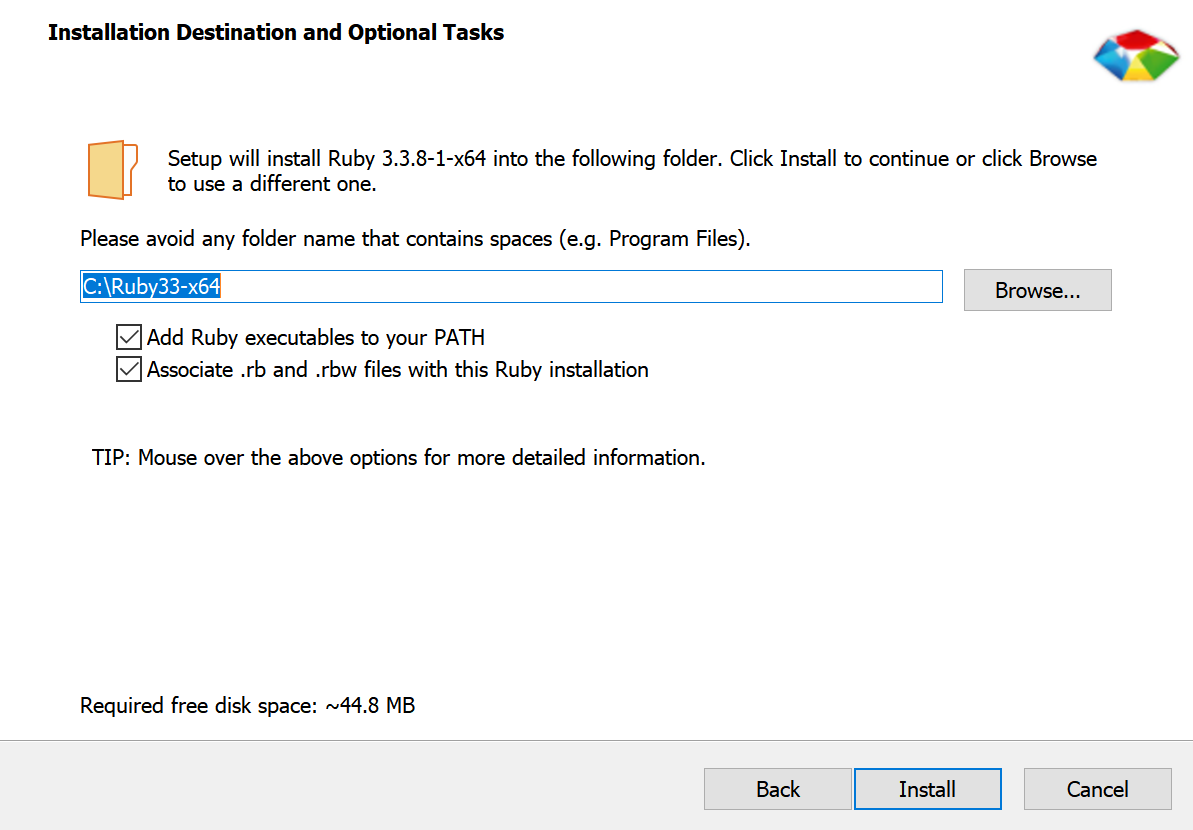 Installation Destination and Optional Tasks
Setup will install Ruby 3.3.8-1-x64 into the following folder. Click Install to continue or click Browse
to use a different one.
Please avoid any folder name that contains spaces (e.g. Program Files).
C:\Ruby33-x64
Browse...
Add Ruby executables to your PATH
Associate .rb and .rbw files with this Ruby installation
TIP: Mouse over the above options for more detailed information.
Required free disk space: ~44.8 MB
Back
Install
Cancel